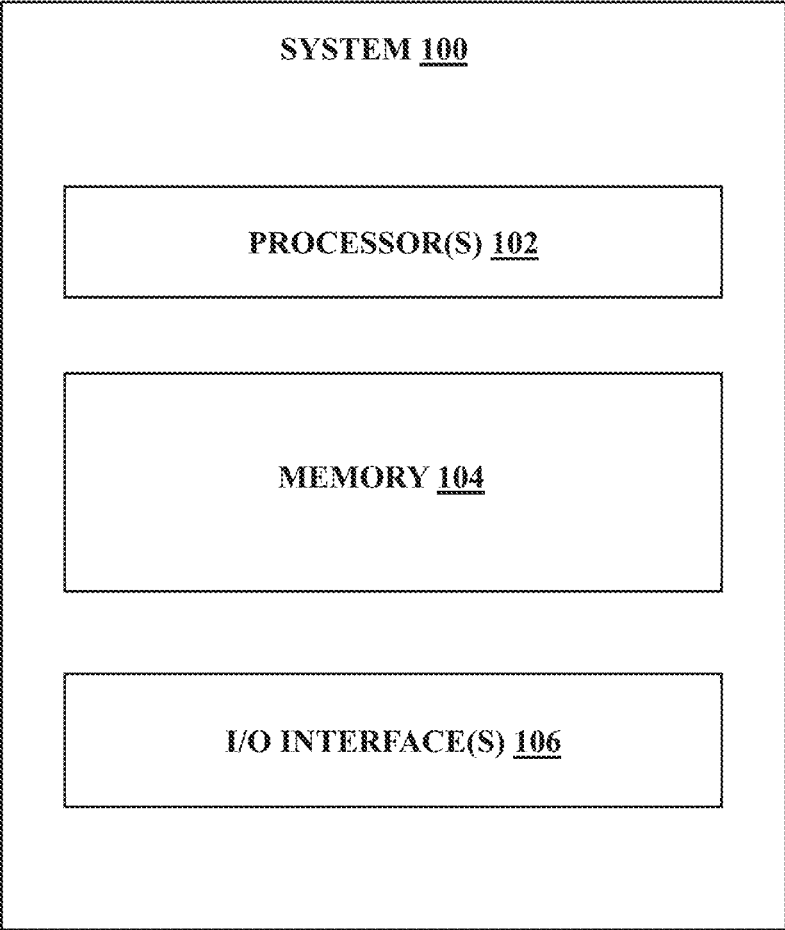 SYSTEM 100
PROCESSOR(S) 102
MEMORY 104
I/O INTERFACE(S) 106